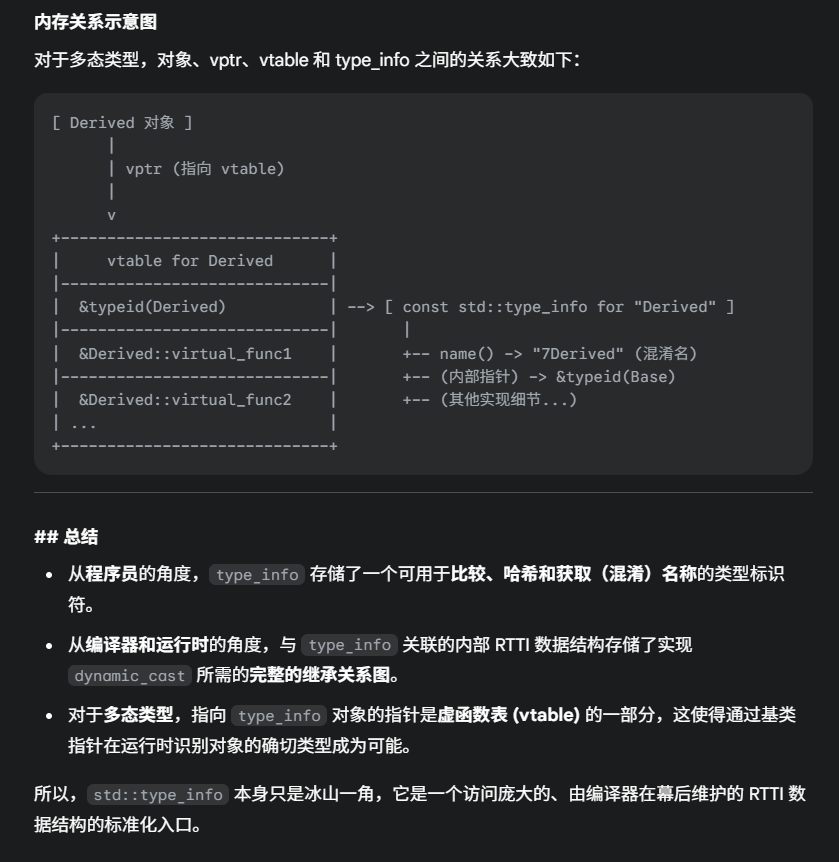 内存关系示意图
对于多态类型，对象、vptr、vtable 和 type_info 之间的关系大致如下：
[ Derived 对象 ]
      |
      | vptr (指向 vtable)
      |
      v
+-----------------------------+
|     vtable for Derived      |
|-----------------------------|
|  &typeid(Derived)           | --> [ const std::type_info for "Derived" ]
|-----------------------------|       |
|  &Derived::virtual_func1    |       +-- name() -> "7Derived" (混淆名)
|-----------------------------|       +-- (内部指针) -> &typeid(Base)
|  &Derived::virtual_func2    |       +-- (其他实现细节...)
| ...                         |
+-----------------------------+
## 总结
• 从程序员的角度，type_info 存储了一个可用于比较、哈希和获取（混淆）名称的类型标识
符。
• 从编译器和运行时的角度，与 type_info 关联的内部 RTTI 数据结构存储了实现
dynamic_cast 所需的完整的继承关系图。
• 对于多态类型，指向 type_info 对象的指针是虚函数表 (vtable) 的一部分，这使得通过基类
指针在运行时识别对象的确切类型成为可能。
所以，std::type_info 本身只是冰山一角，它是一个访问庞大的、由编译器在幕后维护的 RTTI 数
据结构的标准化入口。